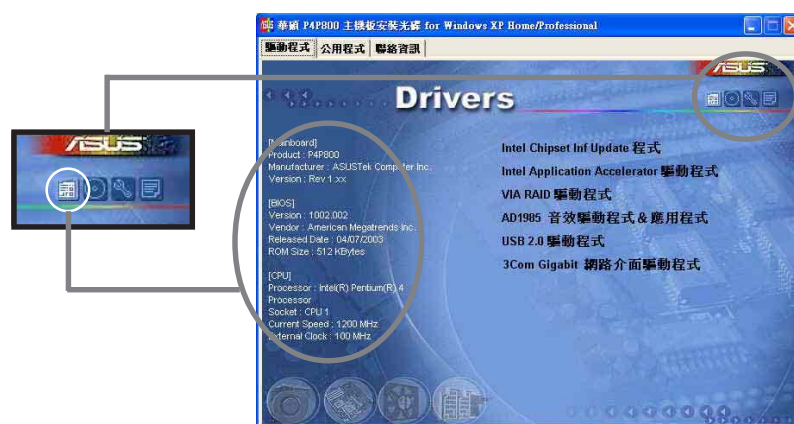 華碩 P4P800 主機板安裝光碟 for Windows XP Home/Professional
驅動程式 公用程式 聯絡資訊
ASUS
Drivers
ASUS
[Mainboard]
Product : P4P800
Manufacturer : ASUSTek Computer Inc.
Version : Rev 1.xx
[BIOS]
Version : 1002.002
Vendor : American Megatrends Inc.
Released Date : 04/07/2003
ROM Size : 512 KBytes
[CPU]
Processor : Intel(R) Pentium(R) 4
Processor
Socket : CPU 1
Current Speed : 1200 MHz
External Clock : 100 MHz
Intel Chipset Inf Update 程式
Intel Application Accelerator 驅動程式
VIA RAID 驅動程式
AD1985 音效驅動程式 & 應用程式
USB 2.0 驅動程式
3Com Gigabit 網路介面驅動程式